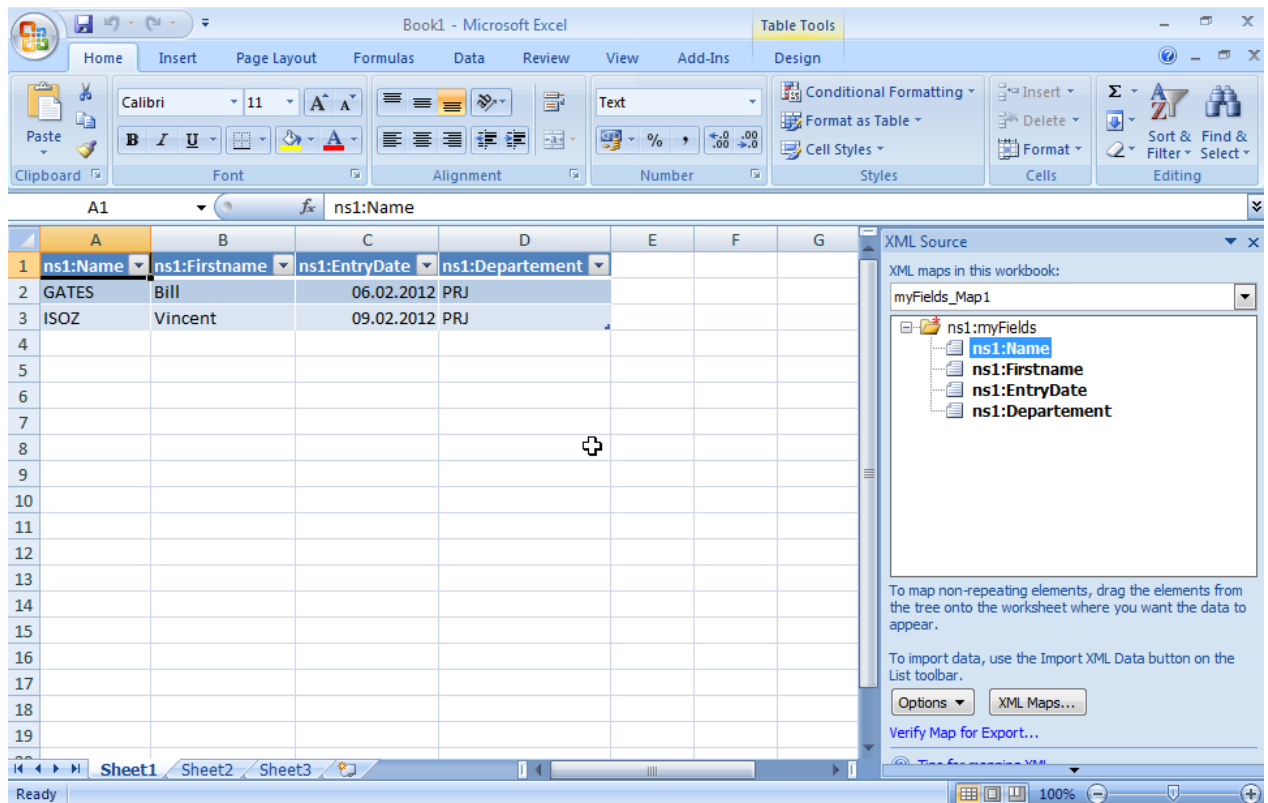 Book1 - Microsoft Excel Table Tools
Home Insert Page Layout Formulas Data Review View Add-Ins Design
Calibri 11 A A Text Conditional Formatting Insert Σ
Paste Format as Table Delete
B I U A % , .0 .00 .00 .0 Cell Styles Format Sort & Filter Find & Select
Clipboard Font Alignment Number Styles Cells Editing
A1 fx ns1:Name
A B C D E F G
1 ns1:Name ns1:Firstname ns1:EntryDate ns1:Departement
2 GATES Bill 06.02.2012 PRJ
3 ISOZ Vincent 09.02.2012 PRJ
4
5
6
7
8
9
10
11
12
13
14
15
16
17
18
19
XML Source
XML maps in this workbook:
myFields_Map1
ns1:myFields
ns1:Name
ns1:Firstname
ns1:EntryDate
ns1:Departement
To map non-repeating elements, drag the elements from
the tree onto the worksheet where you want the data to
appear.
To import data, use the Import XML Data button on the
List toolbar.
Options XML Maps...
Verify Map for Export...
Sheet1 Sheet2 Sheet3
Ready 100%